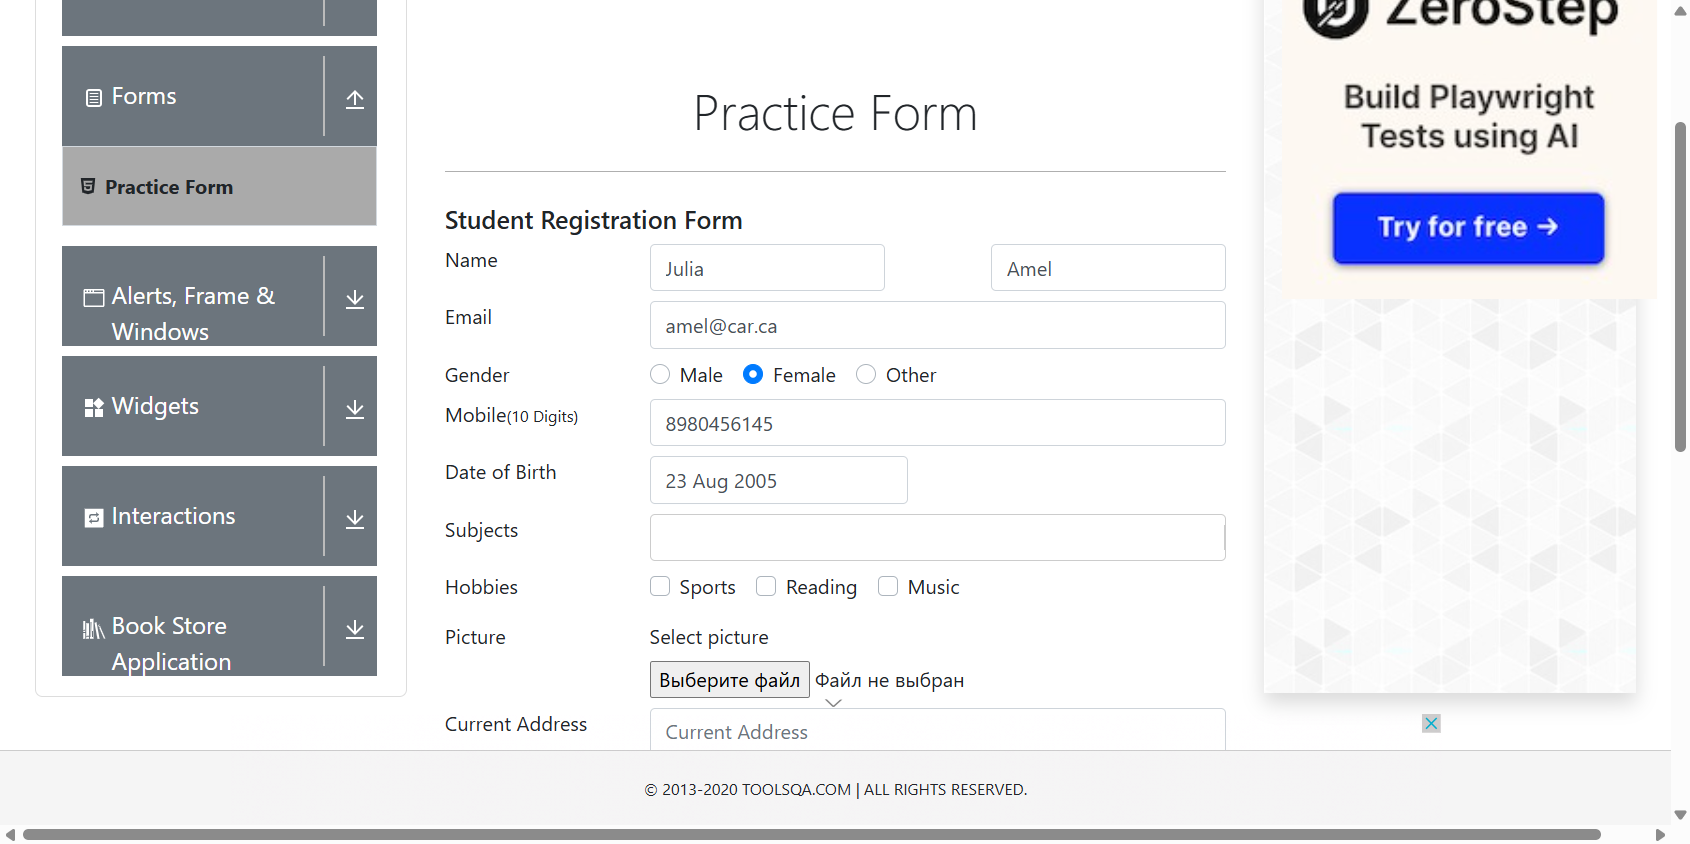 Forms
Practice Form
Alerts, Frame &
Windows
Widgets
Interactions
Book Store
Application
Practice Form
Student Registration Form
Name
Julia
Amel
Email
amel@car.ca
Gender
Male
Female
Other
Mobile(10 Digits)
8980456145
Date of Birth
23 Aug 2005
Subjects
Hobbies
Sports
Reading
Music
Picture
Select picture
Выберите файл
Файл не выбран
Current Address
Current Address
ZeroStep
Build Playwright
Tests using AI
Try for free →
© 2013-2020 TOOLSQA.COM | ALL RIGHTS RESERVED.